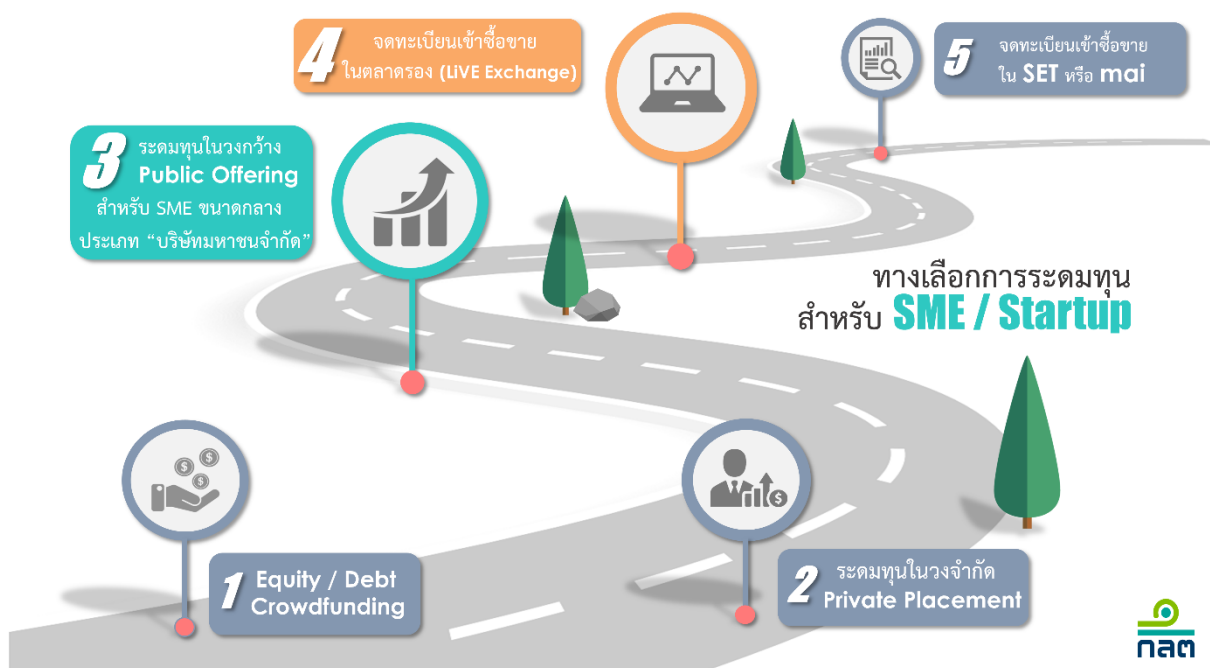 4 จดทะเบียนเข้าซื้อขาย
ในตลาดรอง (LiVE Exchange)
5 จดทะเบียนเข้าซื้อขาย
ใน SET หรือ mai
3 ระดมทุนในวงกว้าง
Public Offering
สำหรับ SME ขนาดกลาง
ประเภท “บริษัทมหาชนจำกัด”
ทางเลือกการระดมทุน
สำหรับ SME / Startup
1 Equity / Debt
Crowdfunding
2 ระดมทุนในวงจำกัด
Private Placement
กลต